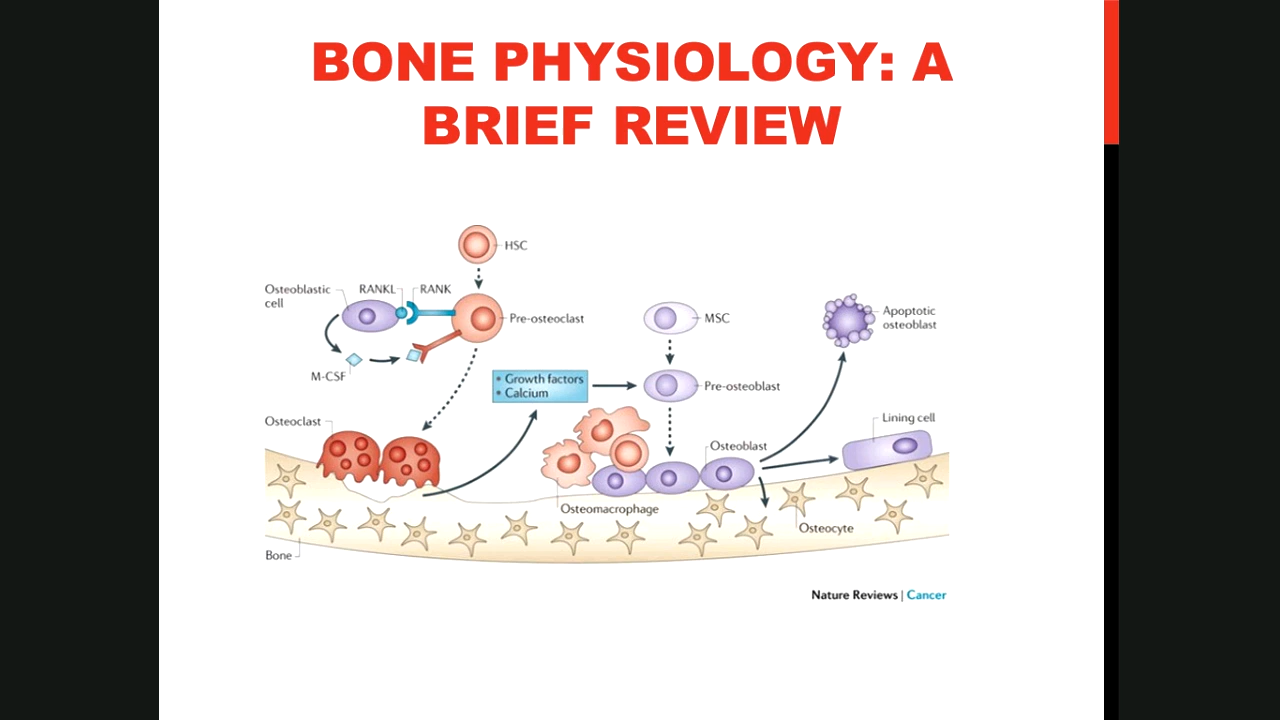 BONE PHYSIOLOGY: A
BRIEF REVIEW
HSC
Osteoblastic
cell
RANKL
RANK
Pre-osteoclast
M-CSF
MSC
Apoptotic
osteoblast
• Growth factors
• Calcium
Pre-osteoblast
Osteoclast
Lining cell
Osteoblast
Osteomacrophage
Osteocyte
Bone
Nature Reviews | Cancer